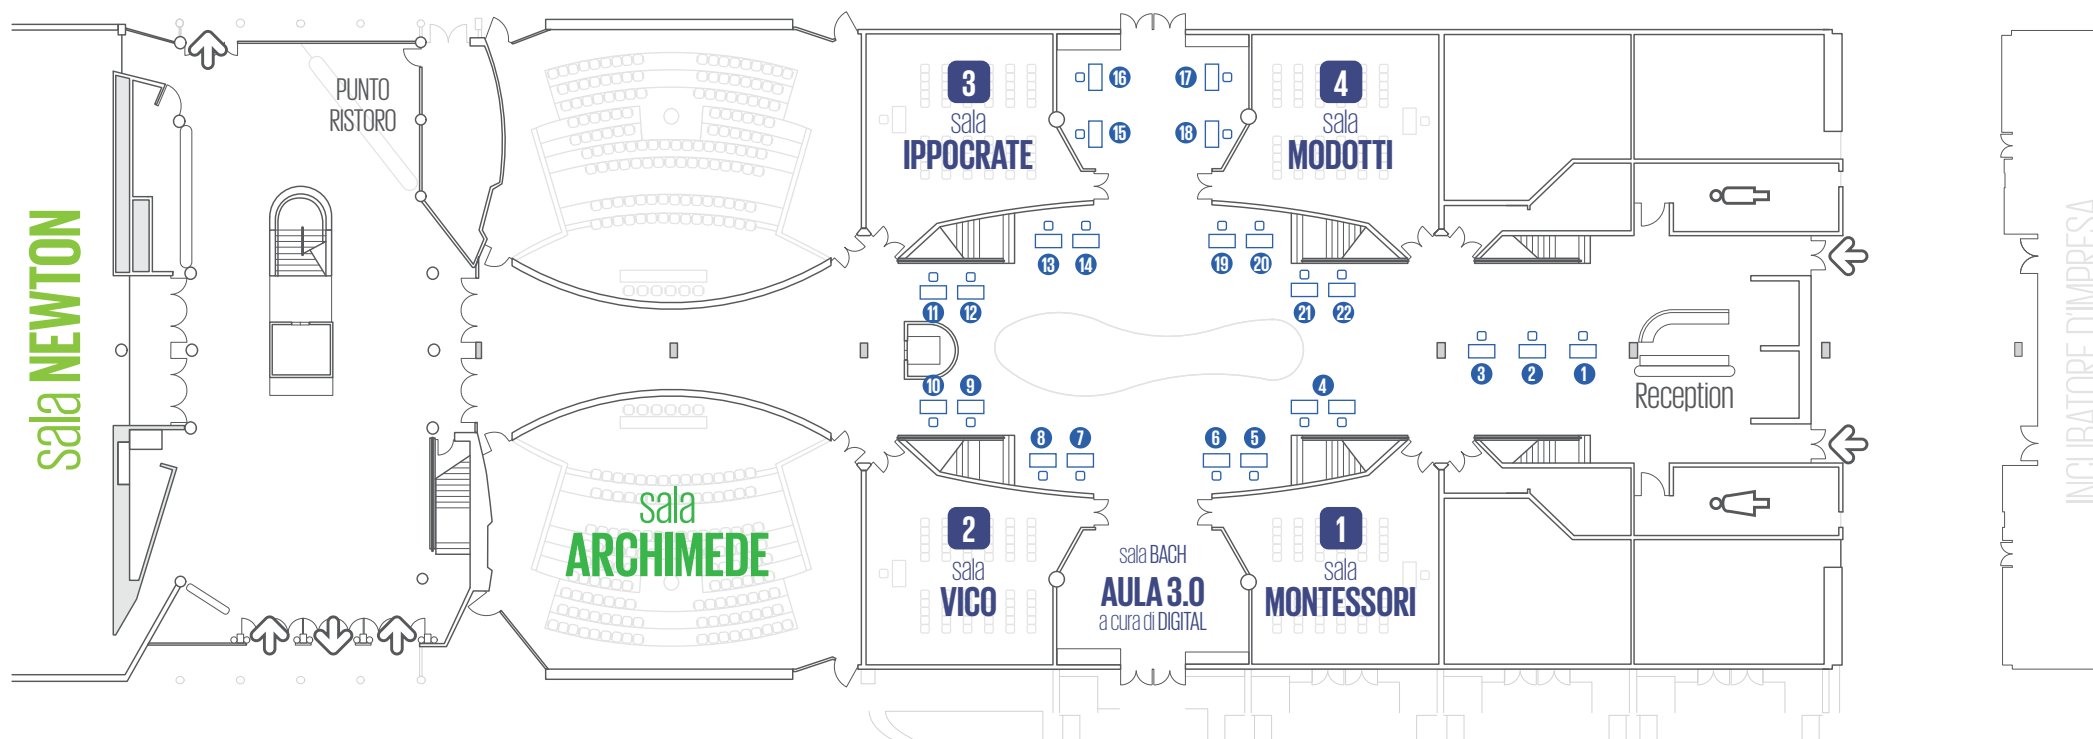 sala NEWTON
PUNTO
RISTORO
sala
ARCHIMEDE
3
sala
IPPOCRATE
16
15
17
18
4
sala
MODOTTI
13
14
19
20
11
12
21
22
10
9
4
3
2
1
Reception
8
7
6
5
2
sala
VICO
sala BACH
AULA 3.0
a cura di DIGITAL
1
sala
MONTESSORI
INCUBATORE D'IMPRESA